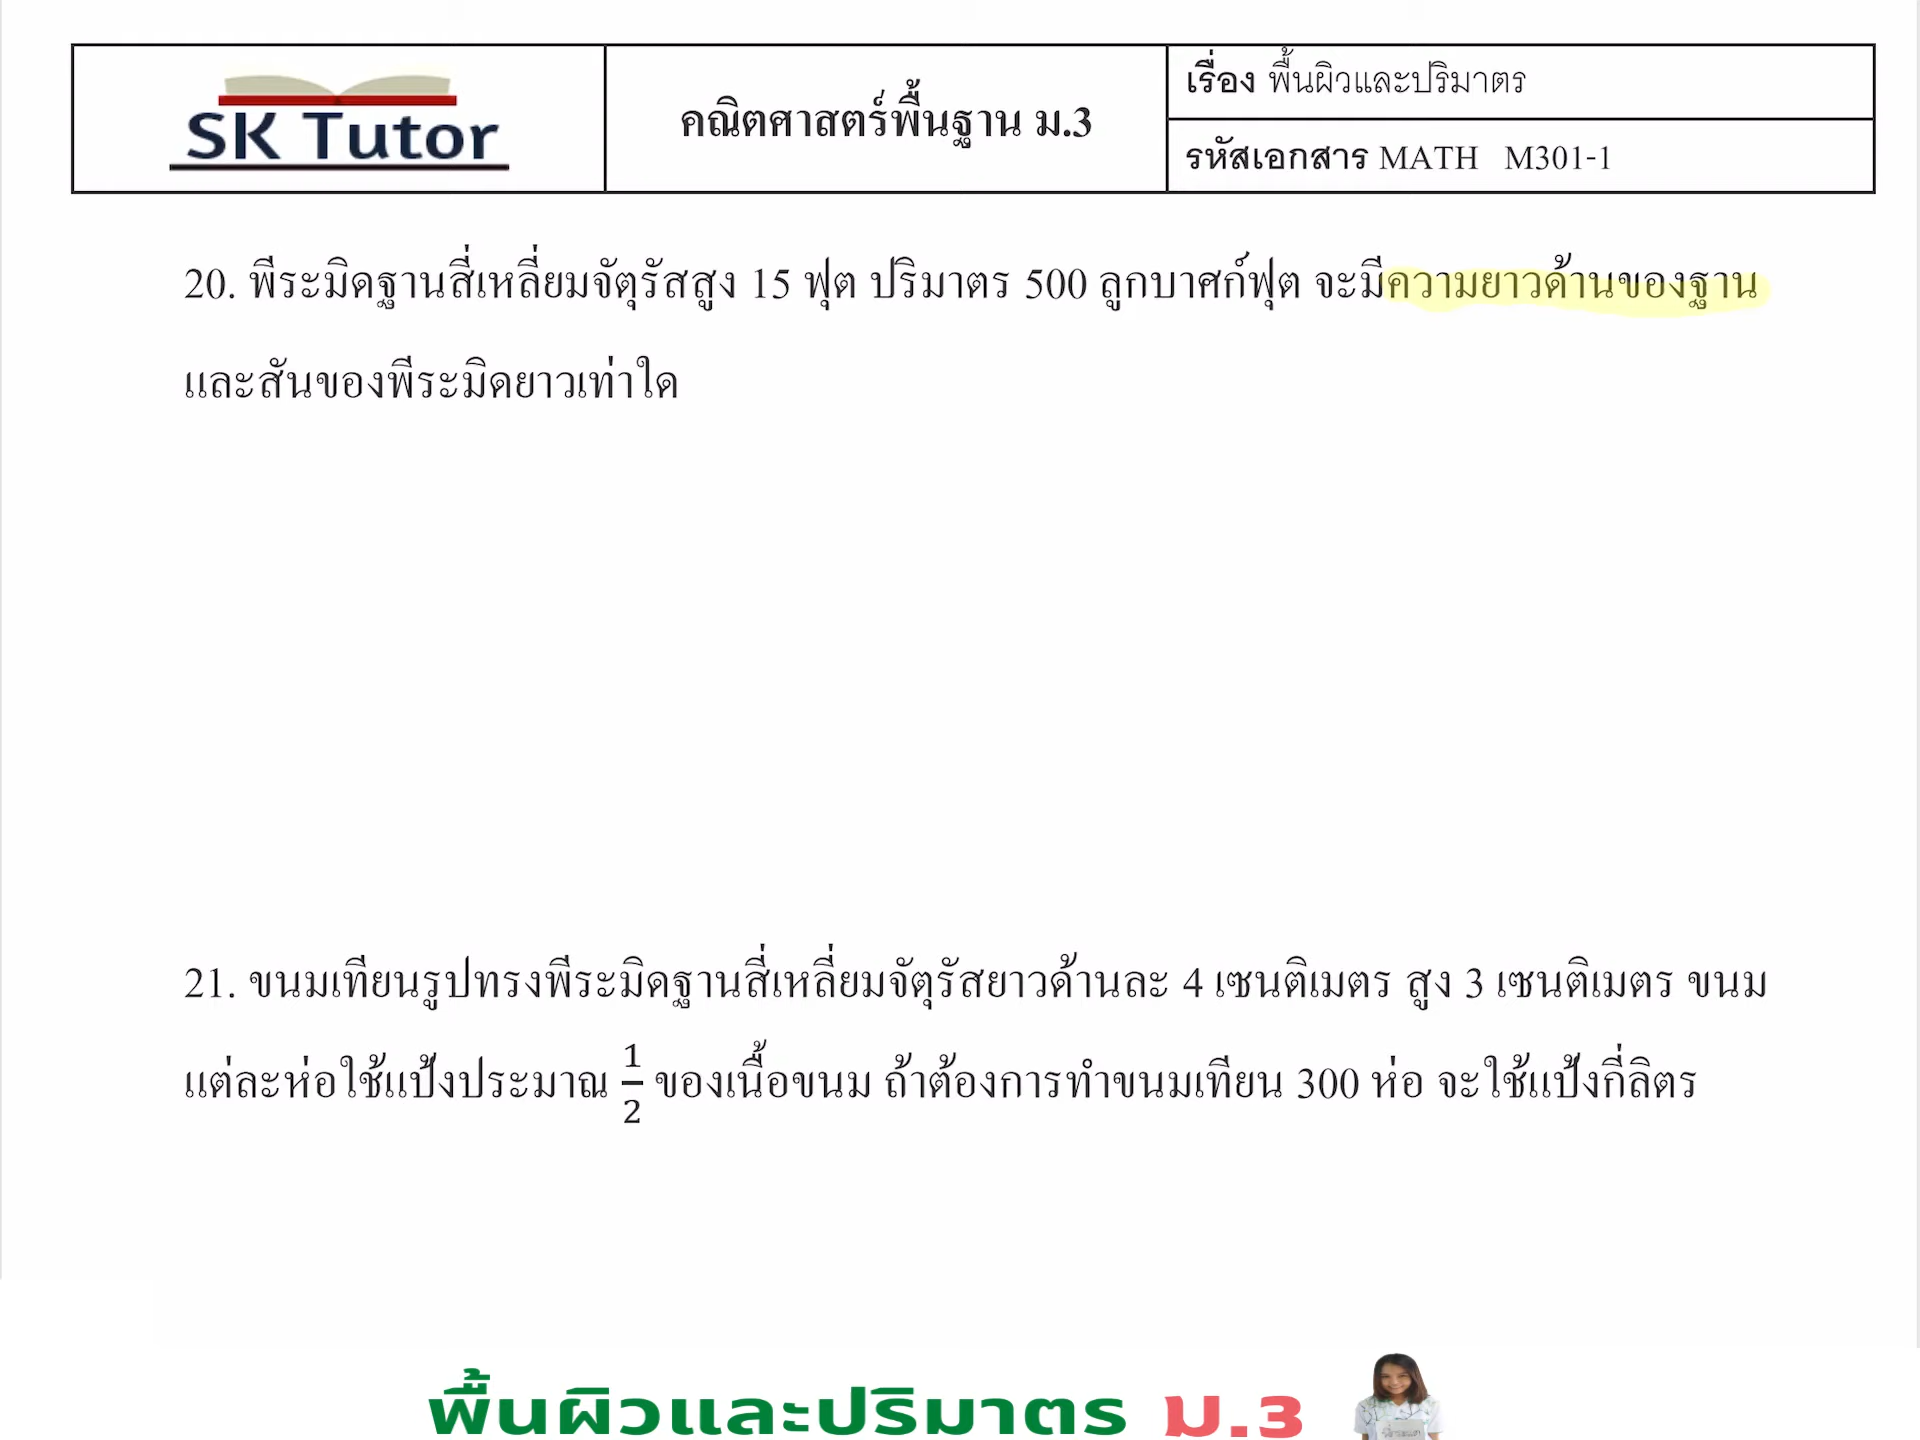 SK Tutor
คณิตศาสตร์พื้นฐาน ม.3
เรื่อง พื้นผิวและปริมาตร
รหัสเอกสาร MATH M301-1
20. พีระมิดฐานสี่เหลี่ยมจัตุรัสสูง 15 ฟุต ปริมาตร 500 ลูกบาศก์ฟุต จะมีความยาวด้านของฐาน
และสันของพีระมิดยาวเท่าใด
21. ขนมเทียนรูปทรงพีระมิดฐานสี่เหลี่ยมจัตุรัสยาวด้านละ 4 เซนติเมตร สูง 3 เซนติเมตร ขนม
แต่ละห่อใช้แป้งประมาณ 1/2 ของเนื้อขนม ถ้าต้องการทำขนมเทียน 300 ห่อ จะใช้แป้งกี่ลิตร
พื้นผิวและปริมาตร ม.3